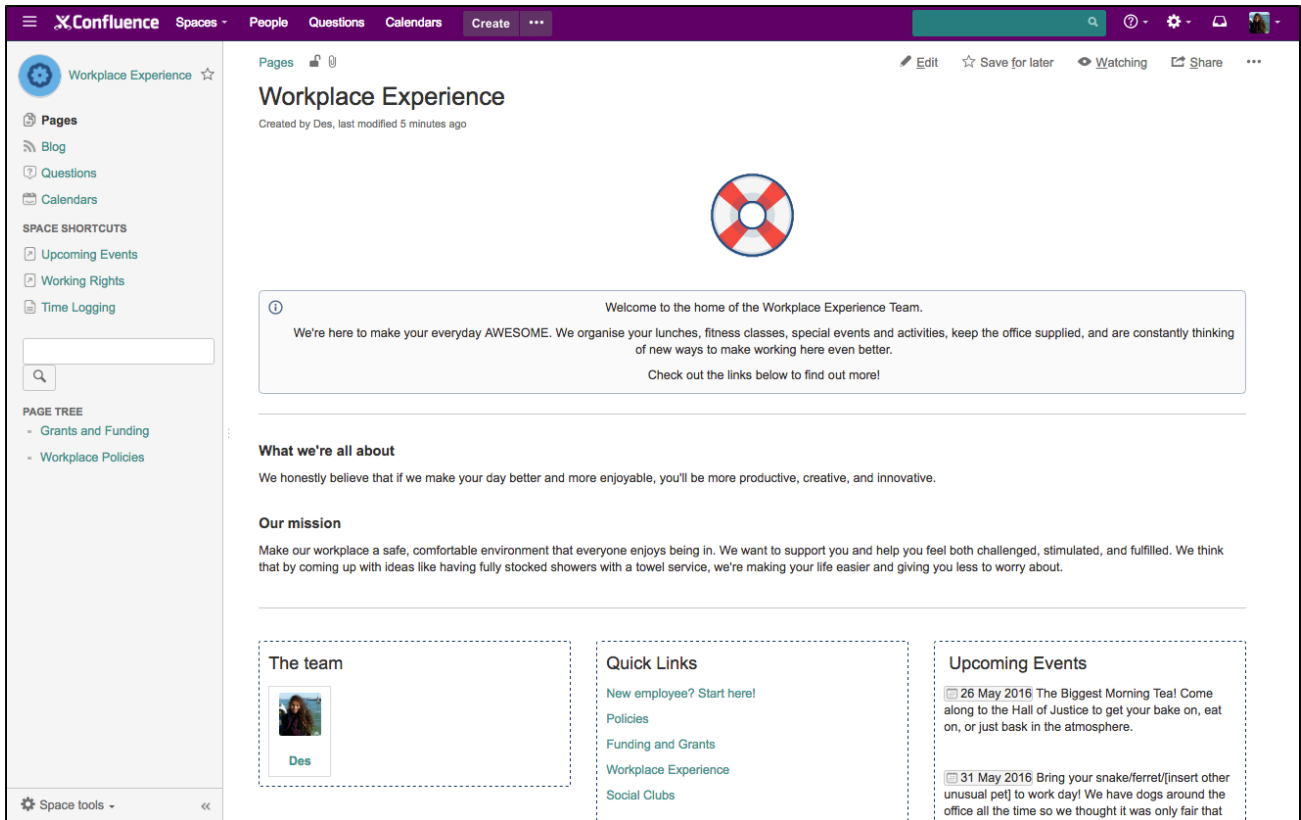 Confluence Spaces People Questions Calendars Create
Workplace Experience
Pages
Blog
Questions
Calendars
SPACE SHORTCUTS
Upcoming Events
Working Rights
Time Logging
PAGE TREE
Grants and Funding
Workplace Policies
Space tools
Pages Edit Save for later Watching Share
Workplace Experience
Created by Des, last modified 5 minutes ago
Welcome to the home of the Workplace Experience Team.
We're here to make your everyday AWESOME. We organise your lunches, fitness classes, special events and activities, keep the office supplied, and are constantly thinking
of new ways to make working here even better.
Check out the links below to find out more!
What we're all about
We honestly believe that if we make your day better and more enjoyable, you'll be more productive, creative, and innovative.
Our mission
Make our workplace a safe, comfortable environment that everyone enjoys being in. We want to support you and help you feel both challenged, stimulated, and fulfilled. We think
that by coming up with ideas like having fully stocked showers with a towel service, we're making your life easier and giving you less to worry about.
The team
Des
Quick Links
New employee? Start here!
Policies
Funding and Grants
Workplace Experience
Social Clubs
Upcoming Events
26 May 2016 The Biggest Morning Tea! Come
along to the Hall of Justice to get your bake on, eat
on, or just bask in the atmosphere.
31 May 2016 Bring your snake/ferret/[insert other
unusual pet] to work day! We have dogs around the
office all the time so we thought it was only fair that